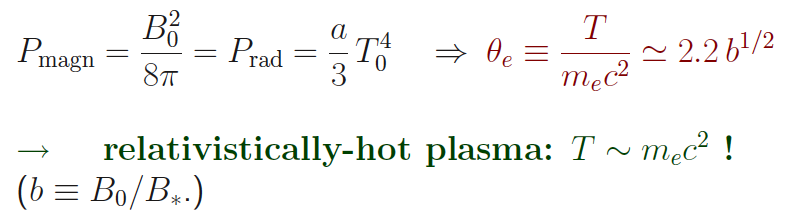 P_magn = B_0^2 / 8π = P_rad = a/3 T_0^4 ⇒ θ_e ≡ T / m_e c^2 ≃ 2.2 b^{1/2}
→ relativistically-hot plasma: T ∼ m_e c^2 !
(b ≡ B_0/B_*.)